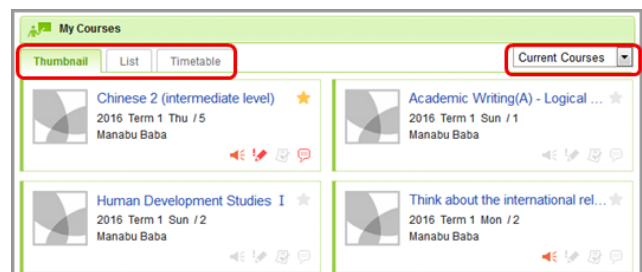 My Courses
Thumbnail List Timetable Current Courses
Chinese 2 (intermediate level)
2016 Term 1 Thu / 5
Manabu Baba
Academic Writing(A) - Logical ...
2016 Term 1 Sun / 1
Manabu Baba
Human Development Studies Ⅰ
2016 Term 1 Sun / 2
Manabu Baba
Think about the international rel...
2016 Term 1 Mon / 2
Manabu Baba